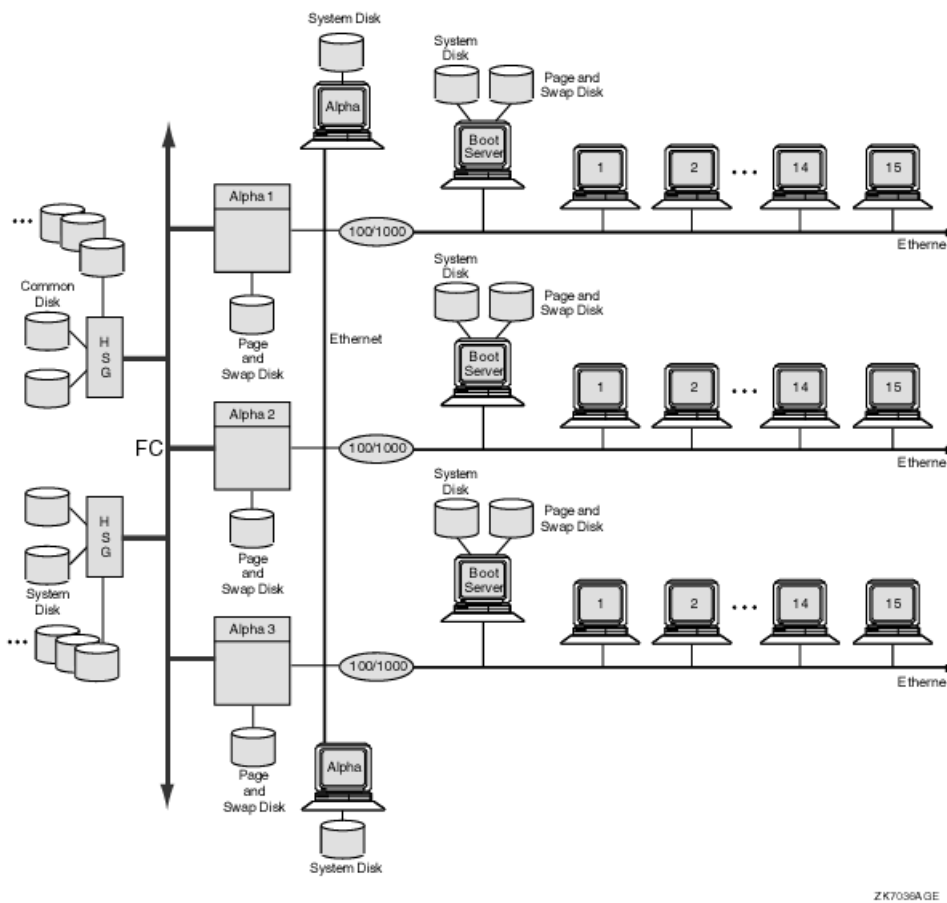 System Disk
Alpha
System
Disk
Page and
Swap Disk
Boot
Server
1
2
...
14
15
Alpha 1
100/1000
Etherne
...
Common
Disk
H
S
G
Page
and
Swap Disk
Ethernet
System
Disk
Page and
Swap Disk
Boot
Server
1
2
...
14
15
FC
Alpha 2
100/1000
Etherne
H
S
G
System
Disk
...
Page
and
Swap Disk
System
Disk
Page and
Swap Disk
Boot
Server
1
2
...
14
15
Alpha 3
100/1000
Etherne
Page
and
Swap Disk
Alpha
System Disk
ZK7036AGE